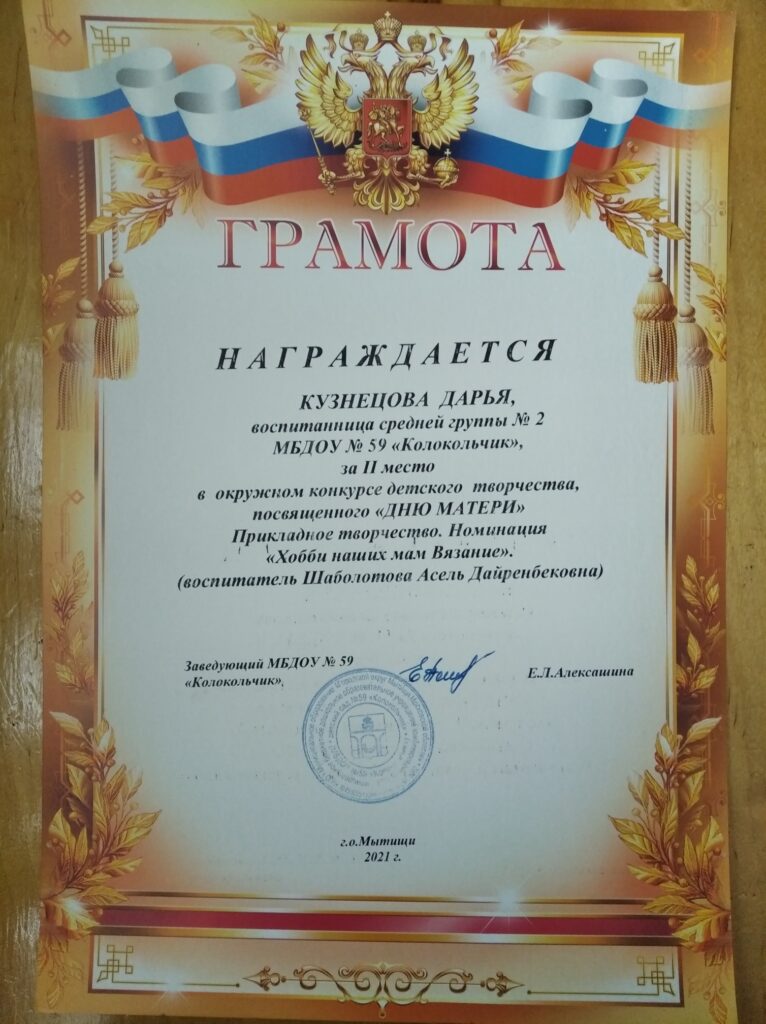 ГРАМОТА
НАГРАЖДАЕТСЯ
КУЗНЕЦОВА ДАРЬЯ,
воспитанница средней группы № 2
МБДОУ № 59 «Колокольчик»,
за II место
в окружном конкурсе детского творчества,
посвященного «ДНЮ МАТЕРИ»
Прикладное творчество. Номинация
«Хобби наших мам Вязание».
(воспитатель Шаболотова Асель Дайренбековна)
Заведующий МБДОУ № 59
«Колокольчик»
Е.Л.Алексашина
г.о.Мытищи
2021 г.